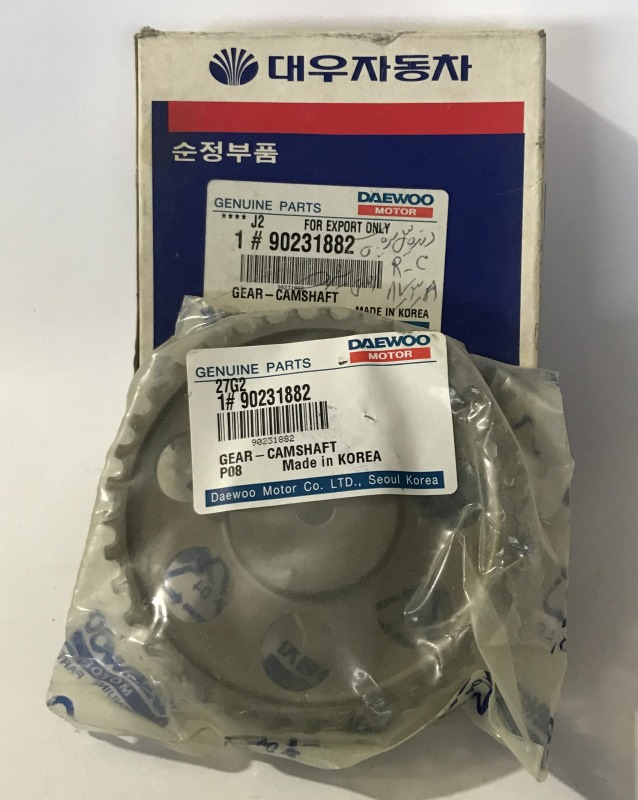 대우자동차
순정부품
GENUINE PARTS DAEWOO
MOTOR
**** J2 FOR EXPORT ONLY
1 # 90231882
R-C
90231882
GEAR-CAMSHAFT
MADE IN KOREA
GENUINE PARTS DAEWOO
MOTOR
27G2
1# 90231882
90231882
GEAR-CAMSHAFT
P08 Made in KOREA
Daewoo Motor Co. LTD., Seoul Korea